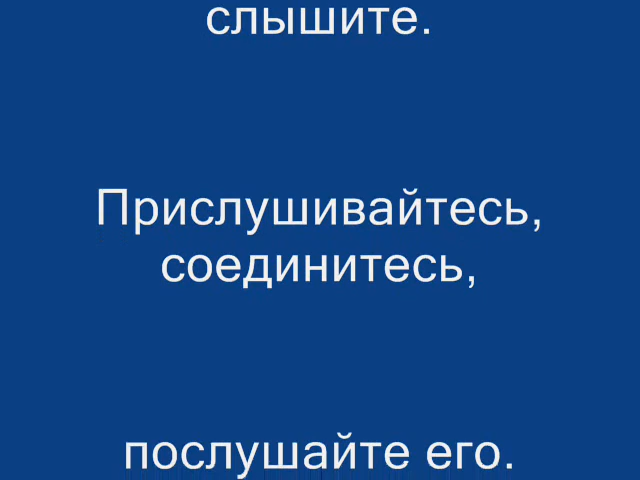 слышите.
Прислушивайтесь,
соединитесь,
послушайте его.